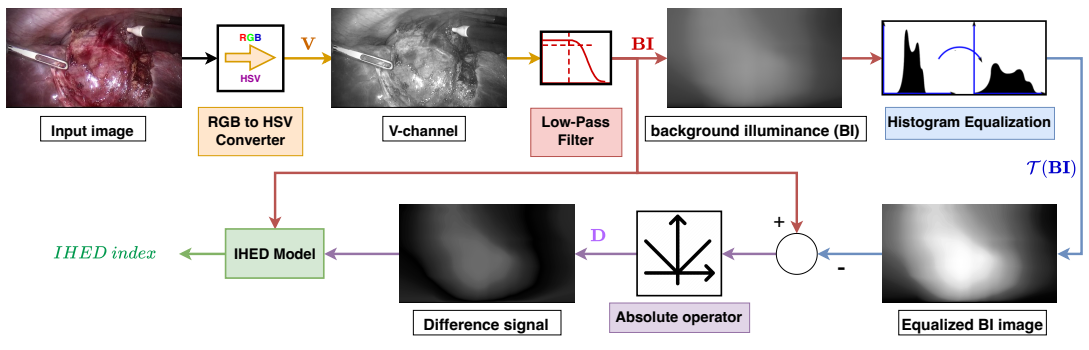 RGB
HSV
V
BI
Input image
RGB to HSV
Converter
V-channel
Low-Pass
Filter
background illuminance (BI)
Histogram Equalization
𝒯(BI)
+
-
D
IHED index
IHED Model
Difference signal
Absolute operator
Equalized BI image